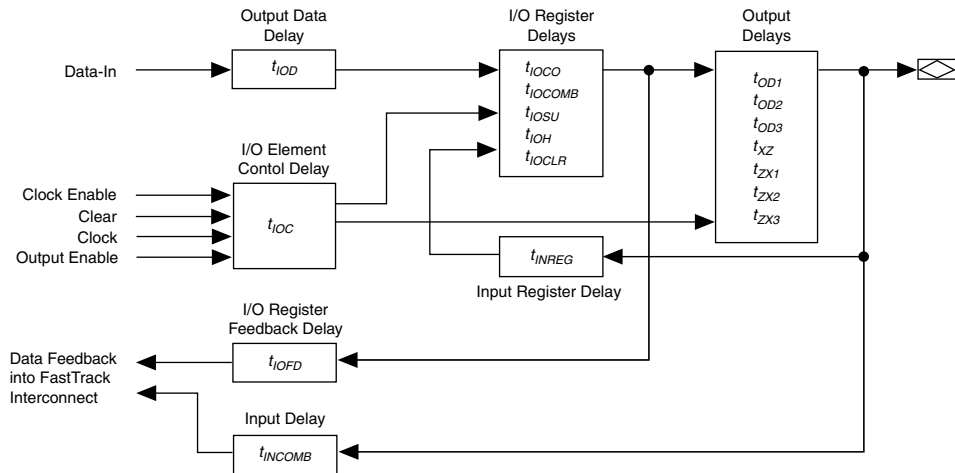 Output Data
Delay
I/O Register
Delays
Output
Delays
Data-In
tIOD
tIOCO
tIOCOMB
tIOSU
tIOH
tIOCLR
tOD1
tOD2
tOD3
tXZ
tZX1
tZX2
tZX3
I/O Element
Contol Delay
Clock Enable
Clear
Clock
Output Enable
tIOC
tINREG
Input Register Delay
I/O Register
Feedback Delay
tIOFD
Data Feedback
into FastTrack
Interconnect
Input Delay
tINCOMB